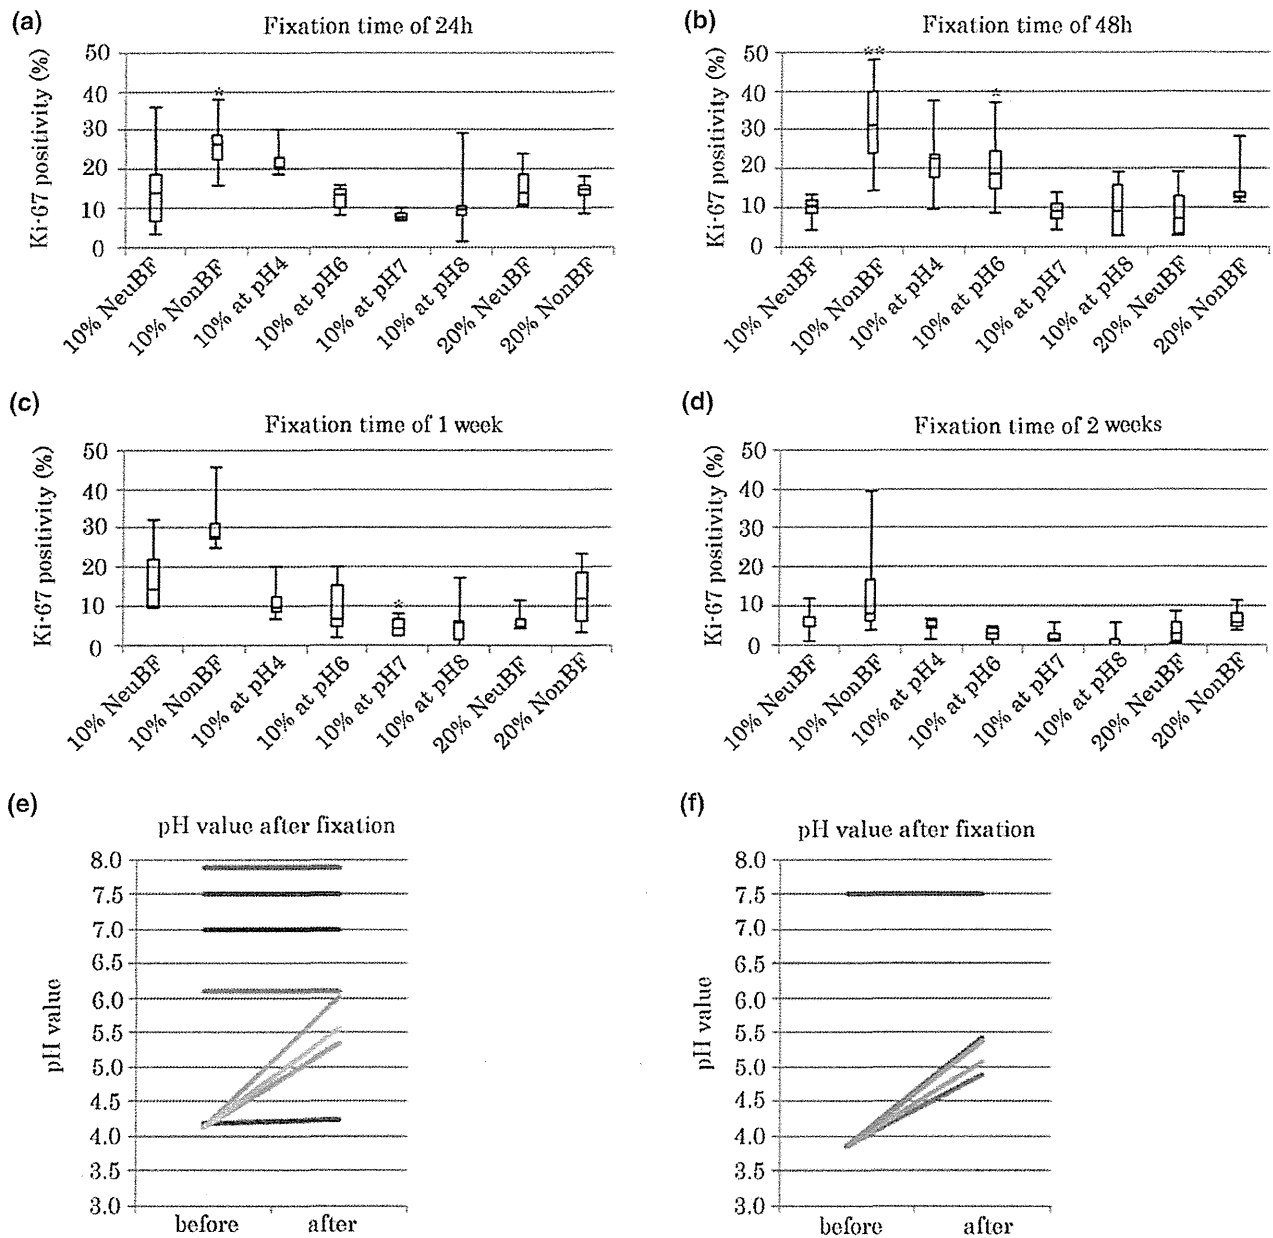 (a)
Fixation time of 24h
Ki-67 positivity (%)
50
40
30
20
10
0
*
10% NeuBF
10% NonBF
10% at pH4
10% at pH6
10% at pH7
10% at pH8
20% NeuBF
20% NonBF
(b)
Fixation time of 48h
Ki-67 positivity (%)
50
40
30
20
10
0
**
*
10% NeuBF
10% NonBF
10% at pH4
10% at pH6
10% at pH7
10% at pH8
20% NeuBF
20% NonBF
(c)
Fixation time of 1 week
Ki-67 positivity (%)
50
40
30
20
10
0
*
10% NeuBF
10% NonBF
10% at pH4
10% at pH6
10% at pH7
10% at pH8
20% NeuBF
20% NonBF
(d)
Fixation time of 2 weeks
Ki-67 positivity (%)
50
40
30
20
10
0
10% NeuBF
10% NonBF
10% at pH4
10% at pH6
10% at pH7
10% at pH8
20% NeuBF
20% NonBF
(e)
pH value after fixation
pH value
8.0
7.5
7.0
6.5
6.0
5.5
5.0
4.5
4.0
3.5
3.0
before
after
(f)
pH value after fixation
pH value
8.0
7.5
7.0
6.5
6.0
5.5
5.0
4.5
4.0
3.5
3.0
before
after